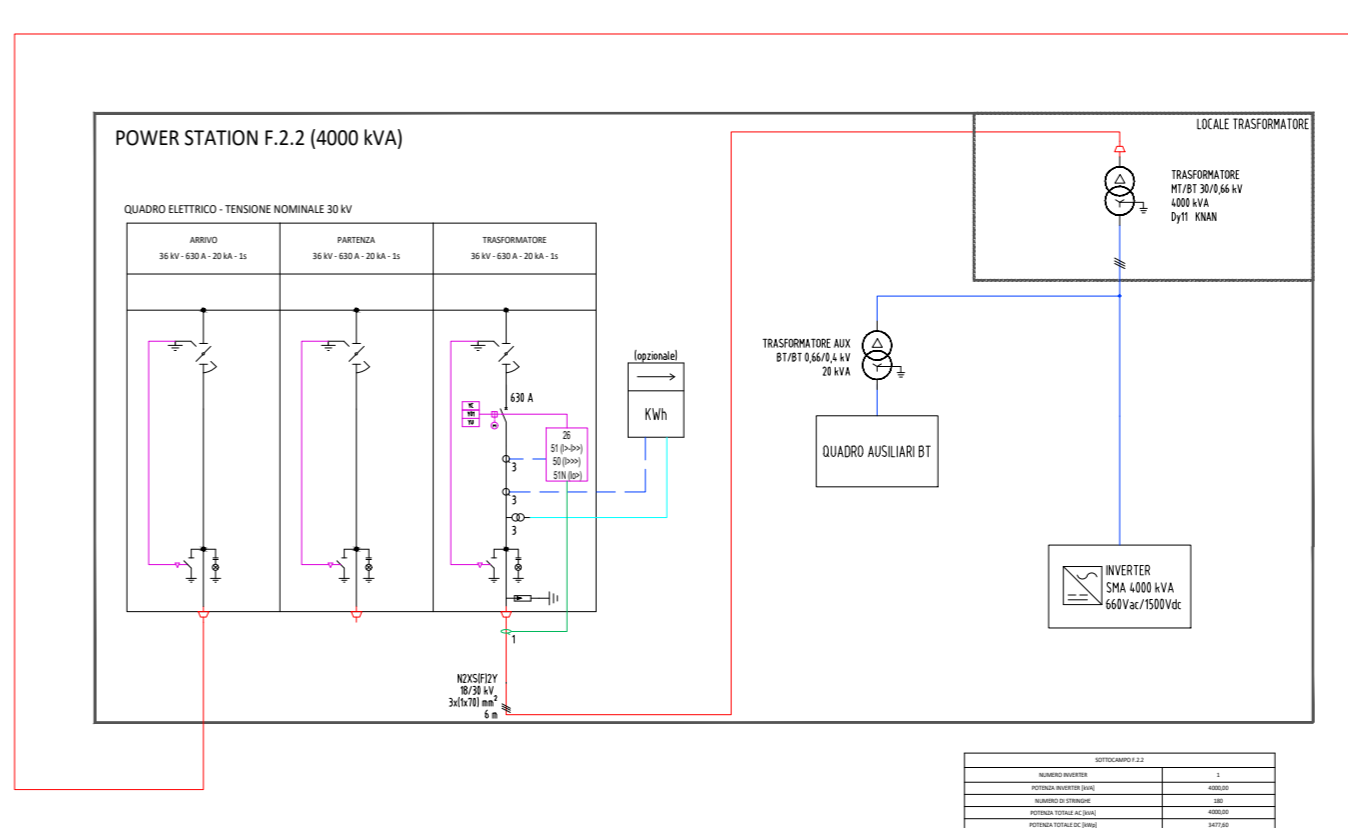 POWER STATION F.2.2 (4000 kVA)
LOCALE TRASFORMATORE
TRASFORMATORE
MT/BT 30/0,66 kV
4000 kVA
Dy11 KNAN
QUADRO ELETTRICO - TENSIONE NOMINALE 30 kV
ARRIVO
36 kV - 630 A - 20 kA - 1s
PARTENZA
36 kV - 630 A - 20 kA - 1s
TRASFORMATORE
36 kV - 630 A - 20 kA - 1s
630 A
26
51 (I>-I>>)
50 (I>>>)
51N (Io>)
3
3
3
1
(opzionale)
KWh
TRASFORMATORE AUX
BT/BT 0,66/0,4 kV
20 kVA
QUADRO AUSILIARI BT
INVERTER
SMA 4000 kVA
660Vac/1500Vdc
N2XS(F)2Y
18/30 kV
3x(1x70) mm²
6 m
SOTTOCAMPO F.2.2
NUMERO INVERTER 1
POTENZA INVERTER [kVA] 4000,00
NUMERO DI STRINGHE 180
POTENZA TOTALE AC [kVA] 4000,00
POTENZA TOTALE DC [kWp] 3477,60